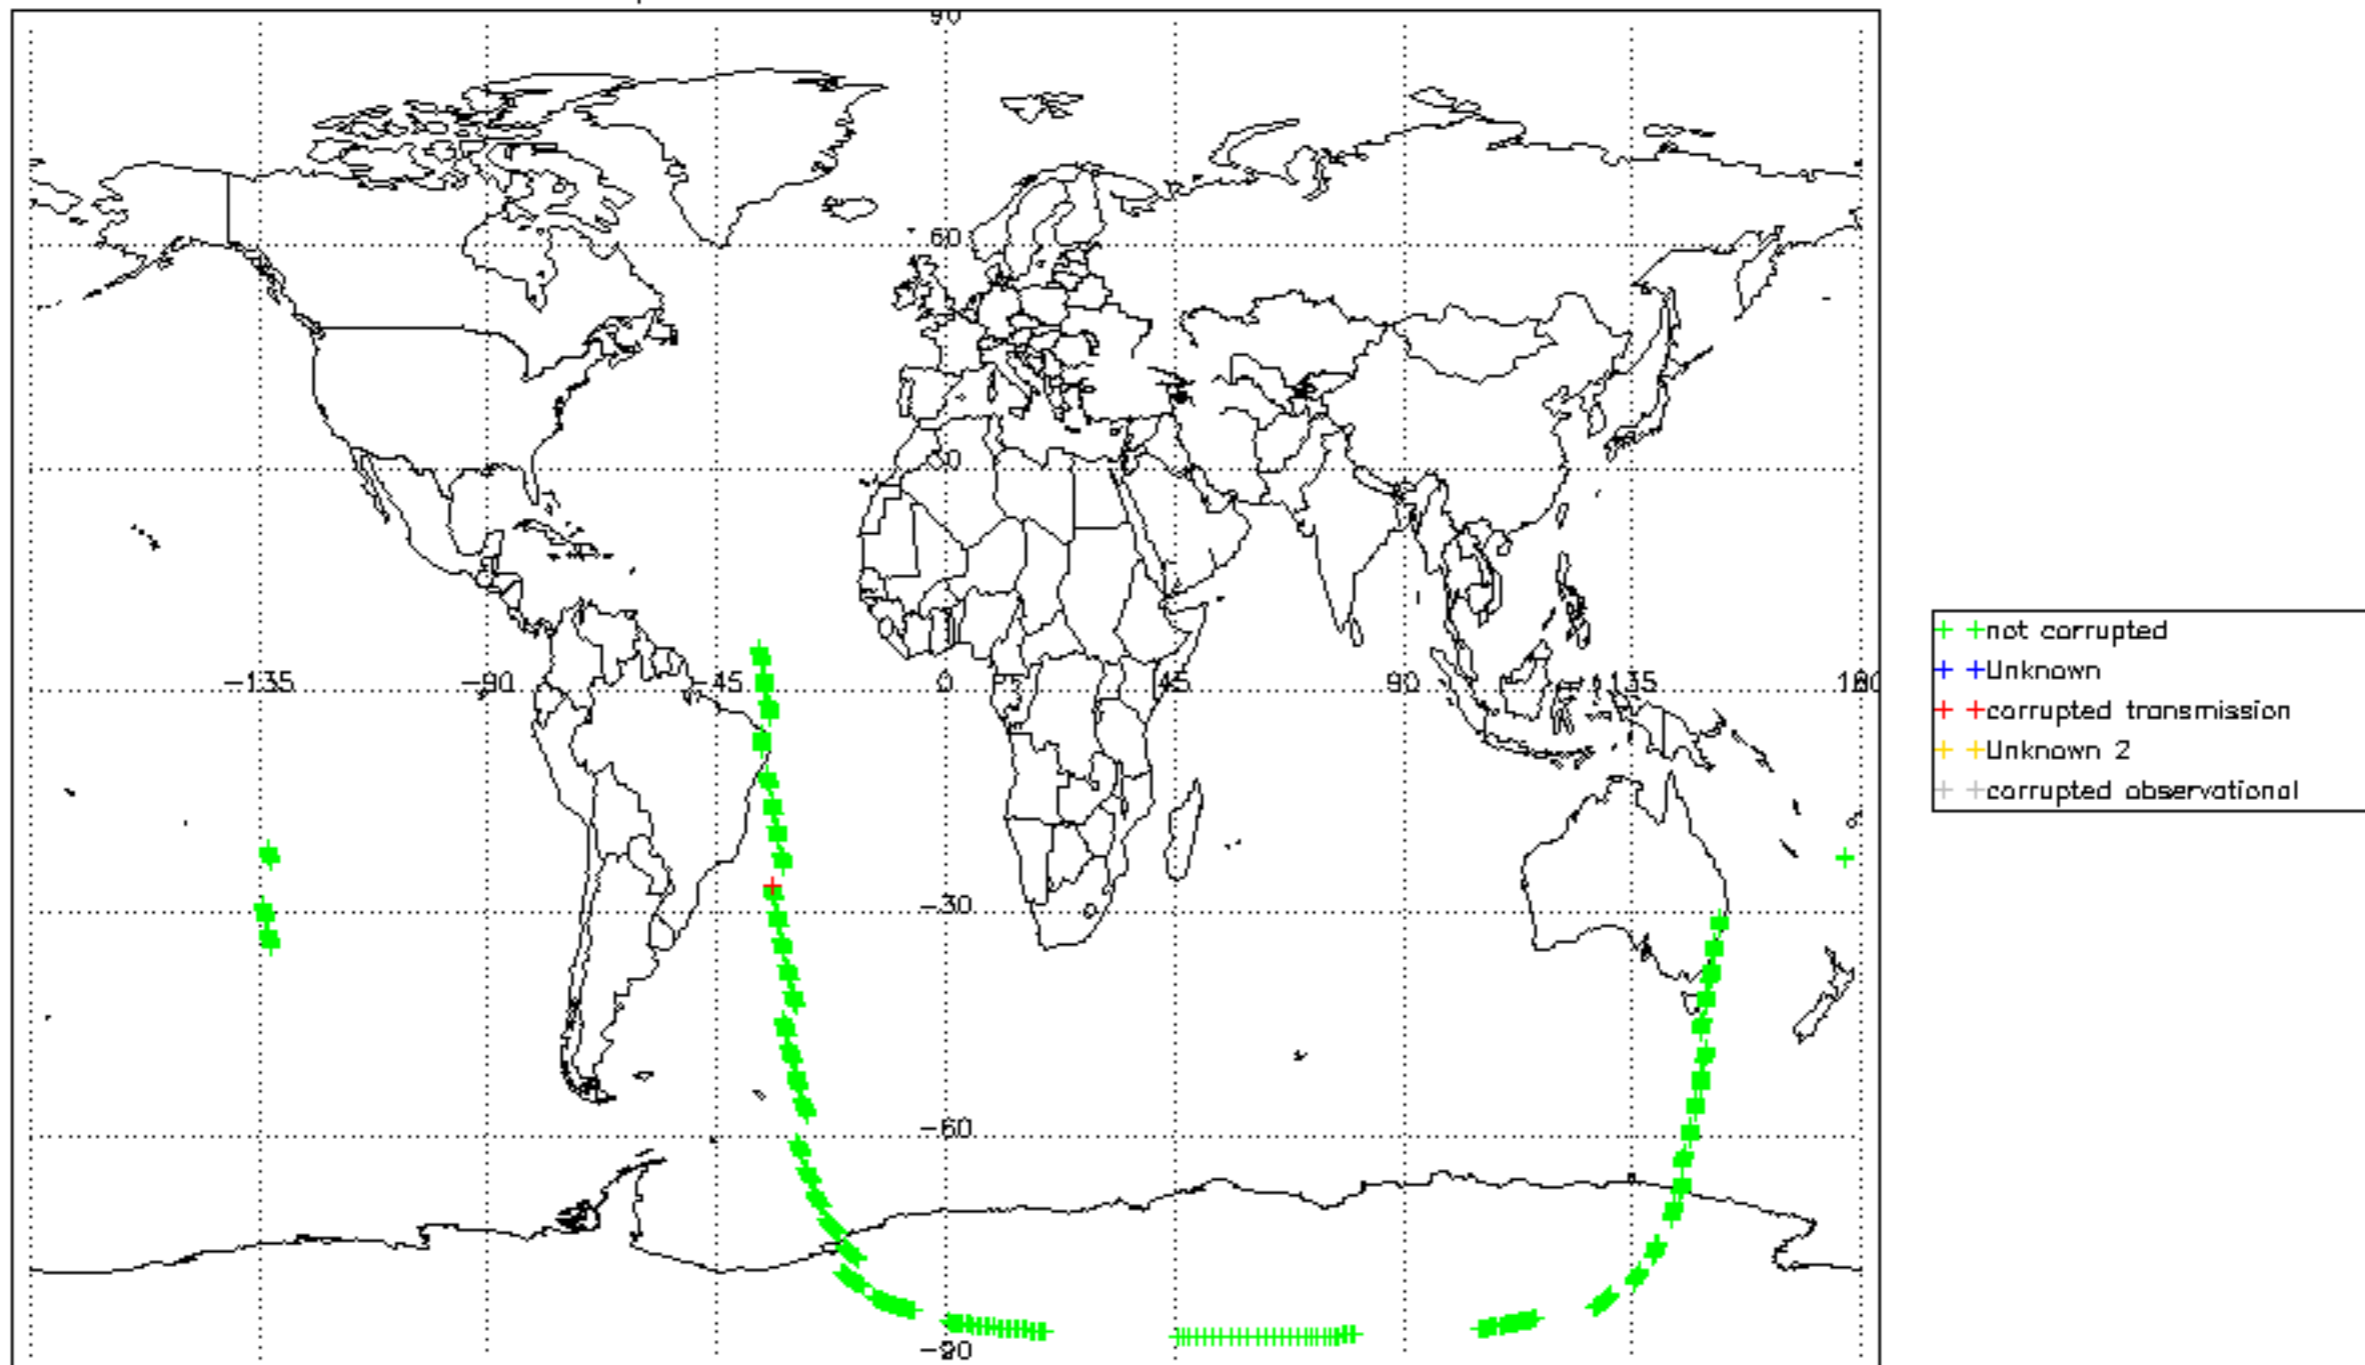 90
60
30
-135 -90 -45 0 45 90 135 180
-30
-60
-90
not corrupted
Unknown
corrupted transmission
Unknown 2
corrupted observational